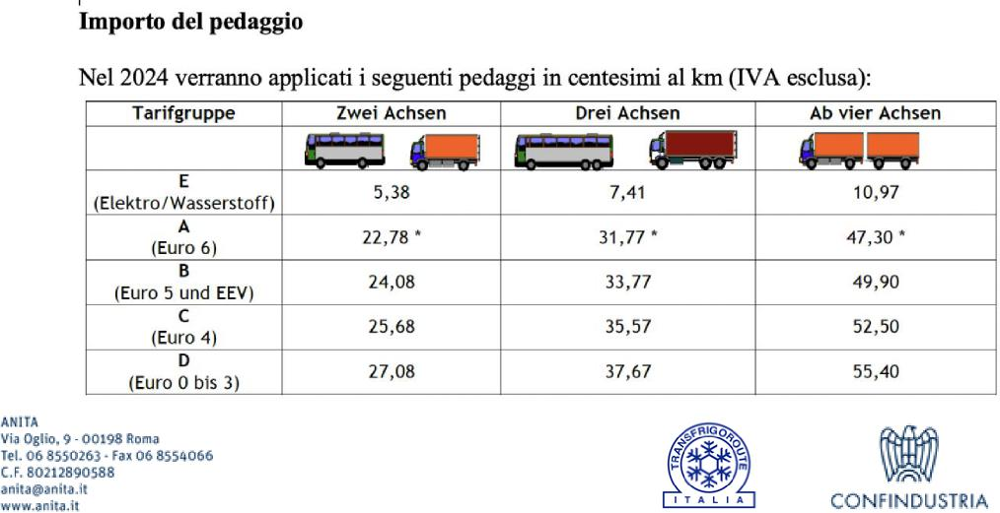 Importo del pedaggio
Nel 2024 verranno applicati i seguenti pedaggi in centesimi al km (IVA esclusa):
Tarifgruppe Zwei Achsen Drei Achsen Ab vier Achsen
E
(Elektro/Wasserstoff) 5,38 7,41 10,97
A
(Euro 6) 22,78 * 31,77 * 47,30 *
B
(Euro 5 und EEV) 24,08 33,77 49,90
C
(Euro 4) 25,68 35,57 52,50
D
(Euro 0 bis 3) 27,08 37,67 55,40
ANITA
Via Oglio, 9 - 00198 Roma
Tel. 06 8550263 - Fax 06 8554066
C.F. 80212890588
anita@anita.it
www.anita.it
TRANSFRIGOROUTE
ITALIA
CONFINDUSTRIA